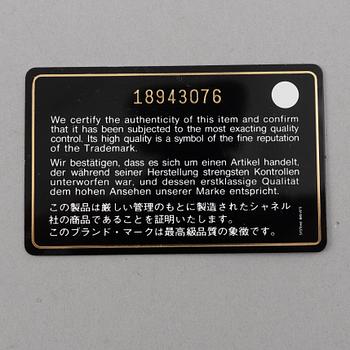 18943076
We certify the authenticity of this item and confirm
that it has been subjected to the most exacting quality
control. Its high quality is a symbol of the fine reputation
of the Trademark.
Wir bestätigen, dass es sich um einen Artikel handelt,
der während seiner Herstellung strengsten Kontrollen
unterworfen war, und dessen erstklassige Qualität
dem hohen Ansehen unserer Marke entspricht.
この製品は厳しい管理のもとに製造されたシャネル
社の商品であることを証明いたします。
このブランド・マークは最高級品質の象徴です。